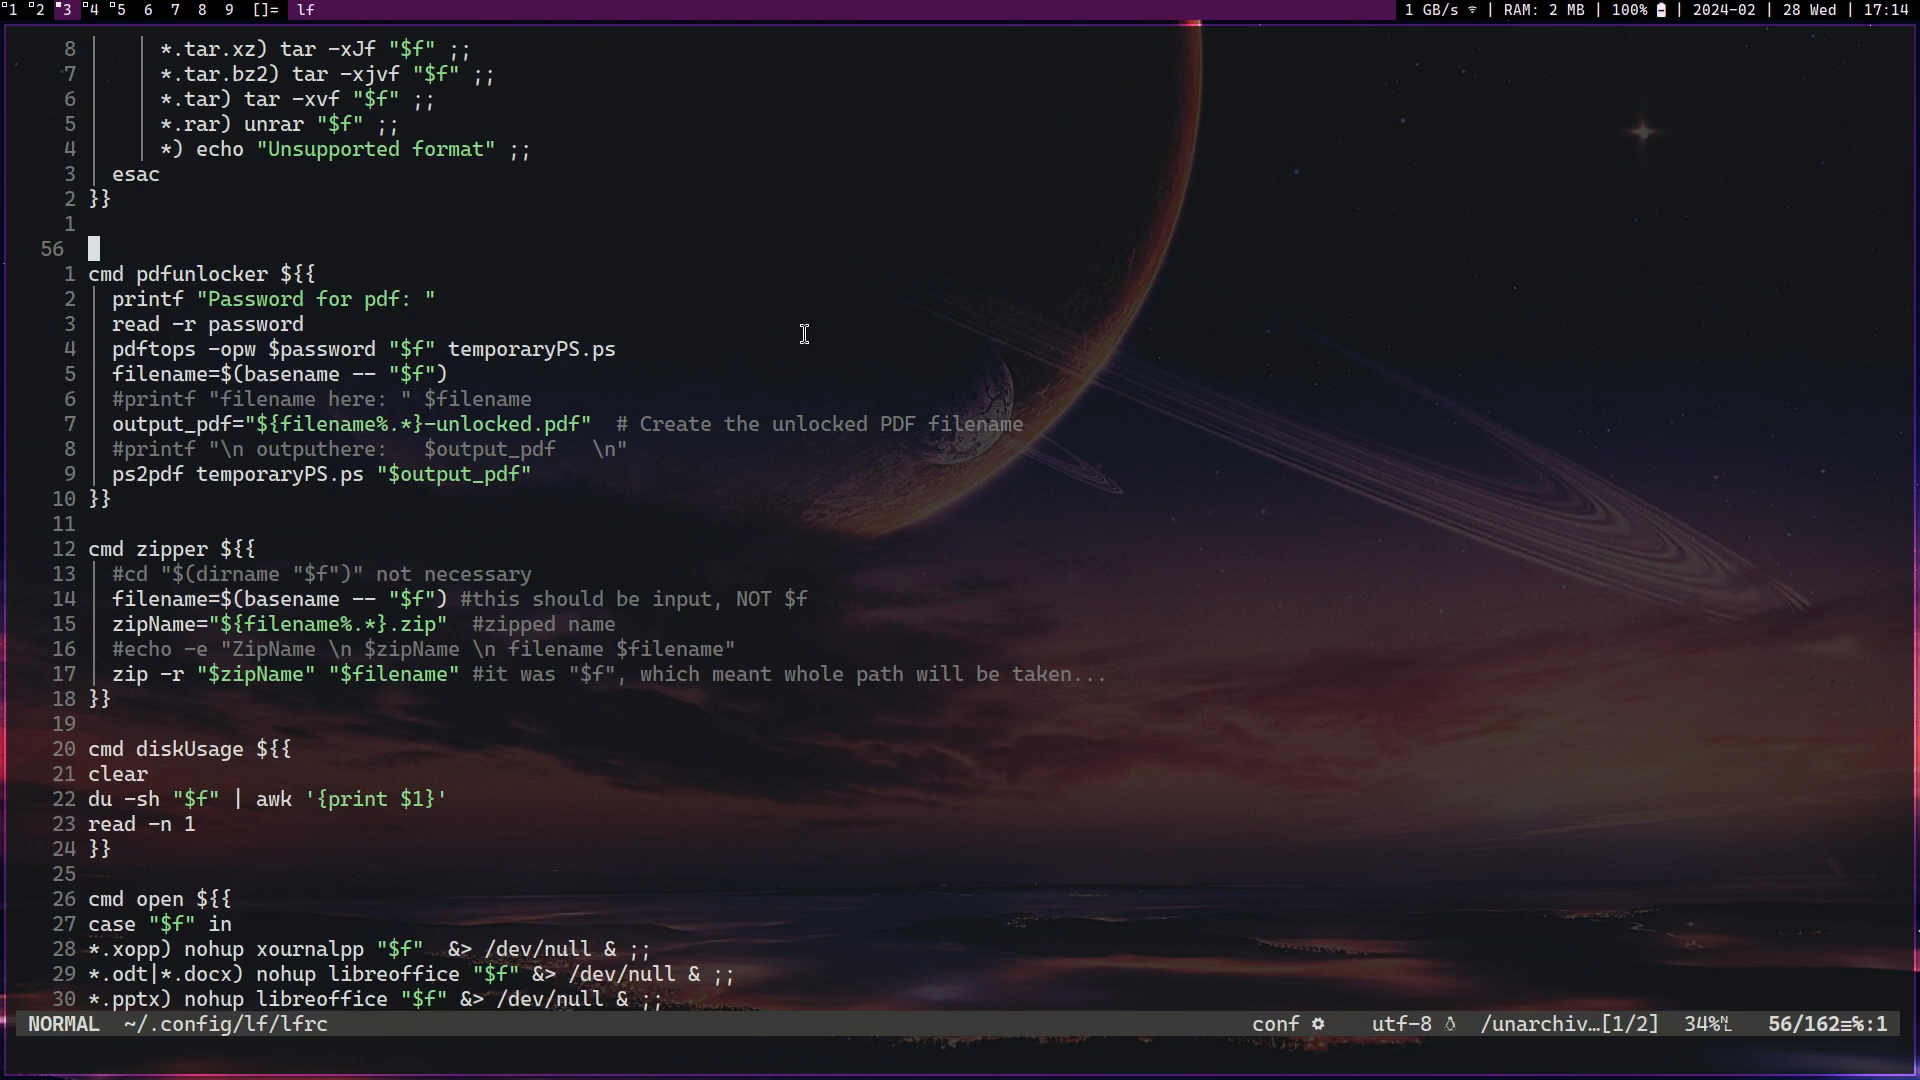 1 2 3 4 5 6 7 8 9 []= lf 1 GB/s | RAM: 2 MB | 100% | 2024-02 | 28 Wed | 17:14
8 *.tar.xz) tar -xJf "$f" ;;
7 *.tar.bz2) tar -xjvf "$f" ;;
6 *.tar) tar -xvf "$f" ;;
5 *.rar) unrar "$f" ;;
4 *) echo "Unsupported format" ;;
3 esac
2 }}
1
56
1 cmd pdfunlocker ${{
2 printf "Password for pdf: "
3 read -r password
4 pdftops -opw $password "$f" temporaryPS.ps
5 filename=$(basename -- "$f")
6 #printf "filename here: " $filename
7 output_pdf="${filename%.*}-unlocked.pdf"  # Create the unlocked PDF filename
8 #printf "\n outputhere:   $output_pdf   \n"
9 ps2pdf temporaryPS.ps "$output_pdf"
10 }}
11
12 cmd zipper ${{
13 #cd "$(dirname "$f")" not necessary
14 filename=$(basename -- "$f") #this should be input, NOT $f
15 zipName="${filename%.*}.zip"  #zipped name
16 #echo -e "ZipName \n $zipName \n filename $filename"
17 zip -r "$zipName" "$filename" #it was "$f", which meant whole path will be taken...
18 }}
19
20 cmd diskUsage ${{
21 clear
22 du -sh "$f" | awk '{print $1}'
23 read -n 1
24 }}
25
26 cmd open ${{
27 case "$f" in
28 *.xopp) nohup xournalpp "$f"  &> /dev/null & ;;
29 *.odt|*.docx) nohup libreoffice "$f" &> /dev/null & ;;
30 *.pptx) nohup libreoffice "$f" &> /dev/null & ;;
NORMAL ~/.config/lf/lfrc conf utf-8 /unarchiv…[1/2] 34% 56/162≡℅:1